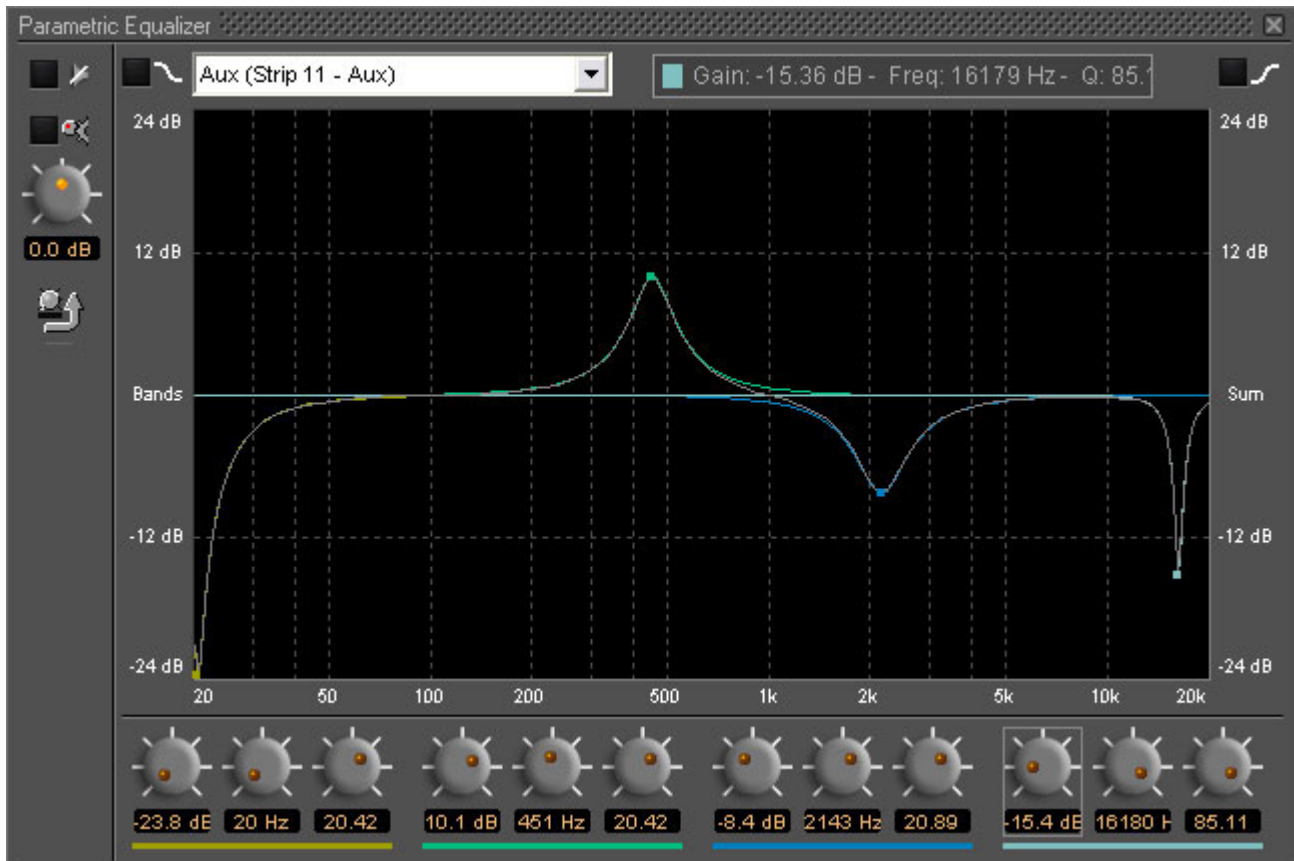 Parametric Equalizer
Aux (Strip 11 - Aux)
Gain: -15.36 dB - Freq: 16179 Hz - Q: 85.1
24 dB
24 dB
0.0 dB
12 dB
12 dB
Bands
Sum
-12 dB
-12 dB
-24 dB
-24 dB
20 50 100 200 500 1k 2k 5k 10k 20k
-23.8 dB 20 Hz 20.42 10.1 dB 451 Hz 20.42 -8.4 dB 2143 Hz 20.89 -15.4 dB 16180 H 85.11